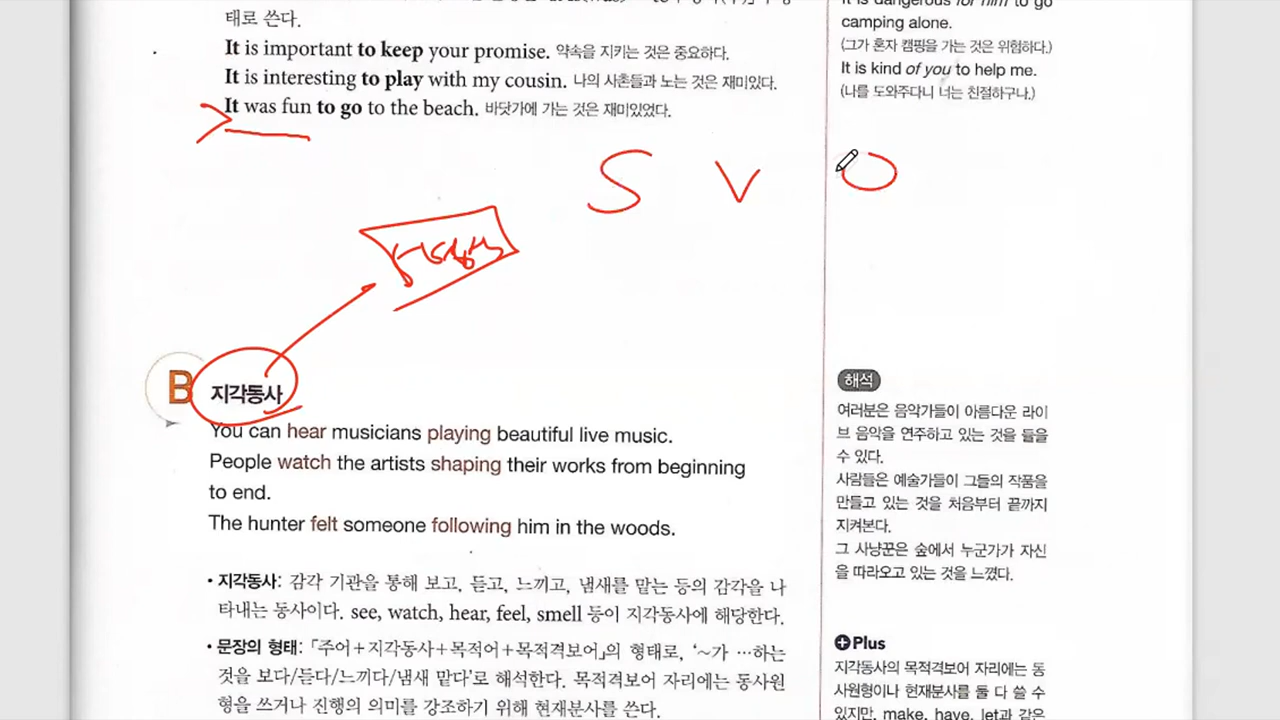 태로 쓴다.
It is important to keep your promise. 약속을 지키는 것은 중요하다.
It is interesting to play with my cousin. 나의 사촌들과 노는 것은 재미있다.
It was fun to go to the beach. 바닷가에 가는 것은 재미있었다.
It is dangerous for him to go
camping alone.
(그가 혼자 캠핑을 가는 것은 위험하다.)
It is kind of you to help me.
(나를 도와주다니 너는 친절하구나.)
S V O
B 지각동사
You can hear musicians playing beautiful live music.
People watch the artists shaping their works from beginning
to end.
The hunter felt someone following him in the woods.
해석
여러분은 음악가들이 아름다운 라이
브 음악을 연주하고 있는 것을 들을
수 있다.
사람들은 예술가들이 그들의 작품을
만들고 있는 것을 처음부터 끝까지
지켜본다.
그 사냥꾼은 숲에서 누군가가 자신
을 따라오고 있는 것을 느꼈다.
• 지각동사: 감각 기관을 통해 보고, 듣고, 느끼고, 냄새를 맡는 등의 감각을 나
타내는 동사이다. see, watch, hear, feel, smell 등이 지각동사에 해당한다.
• 문장의 형태: 「주어+지각동사+목적어+목적격보어」의 형태로, '~가 …하는
것을 보다/듣다/느끼다/냄새 맡다'로 해석한다. 목적격보어 자리에는 동사원
형을 쓰거나 진행의 의미를 강조하기 위해 현재분사를 쓴다.
Plus
지각동사의 목적격보어 자리에는 동
사원형이나 현재분사를 둘 다 쓸 수
있지만, make, have, let과 같은